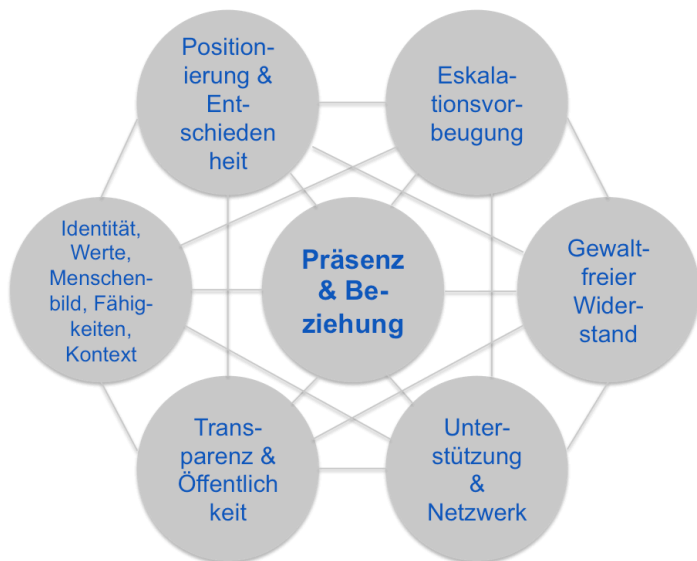 Position-
ierung &
Ent-
schieden
heit
Eskala-
tionsvor-
beugung
Identität,
Werte,
Menschen-
bild, Fähig-
keiten,
Kontext
Präsenz
& Be-
ziehung
Gewalt-
freier
Wider-
stand
Trans-
parenz &
Öffentlich
keit
Unter-
stützung
&
Netzwerk